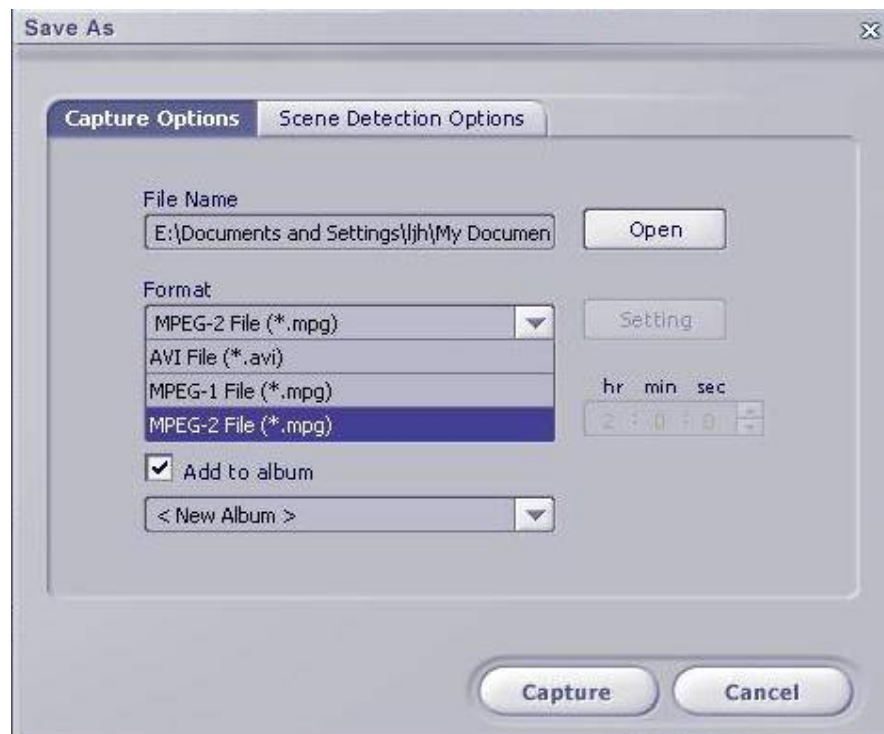 Save As
Capture Options
Scene Detection Options
File Name
E:\Documents and Settings\ljh\My Documen
Open
Format
MPEG-2 File (*.mpg)
Setting
AVI File (*.avi)
MPEG-1 File (*.mpg)
MPEG-2 File (*.mpg)
hr min sec
2 : 0 : 0
Add to album
< New Album >
Capture
Cancel